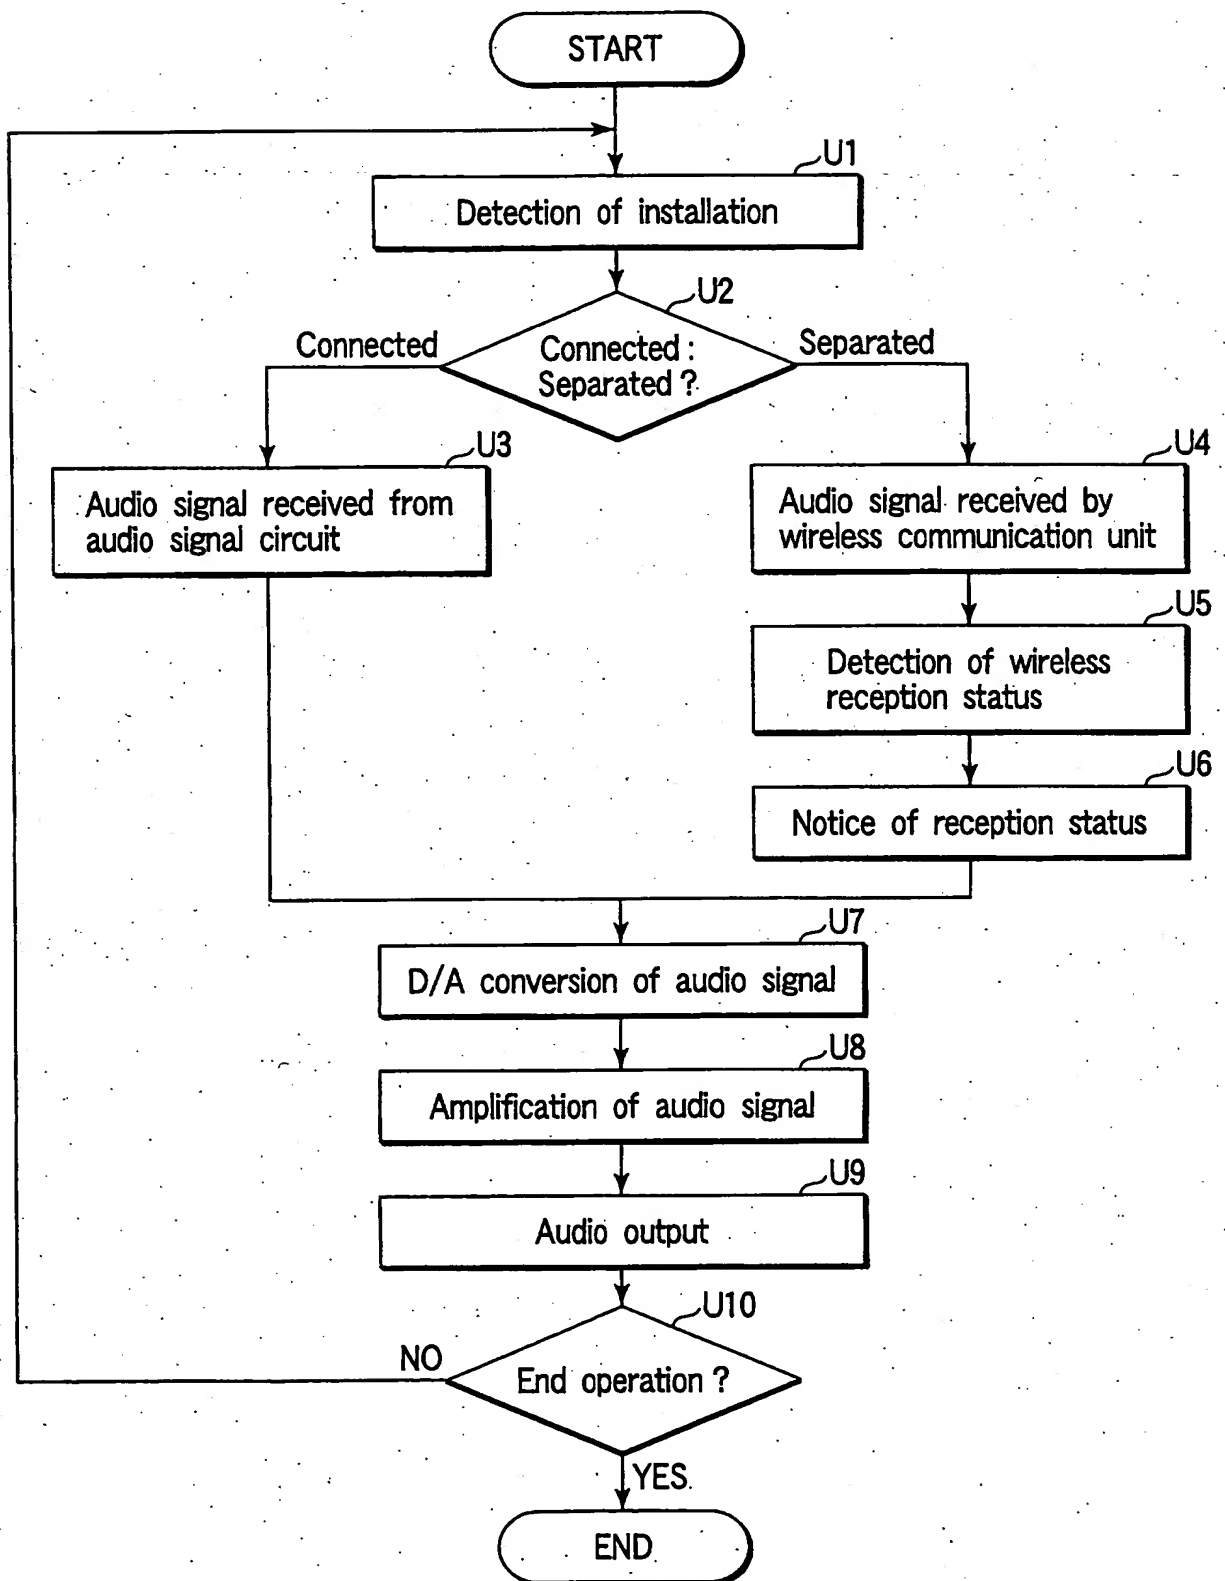 START
U1
Detection of installation
U2
Connected
Connected:
Separated?
Separated
U3
Audio signal received from
audio signal circuit
U4
Audio signal received by
wireless communication unit
U5
Detection of wireless
reception status
U6
Notice of reception status
U7
D/A conversion of audio signal
U8
Amplification of audio signal
U9
Audio output
U10
NO
End operation?
YES
END